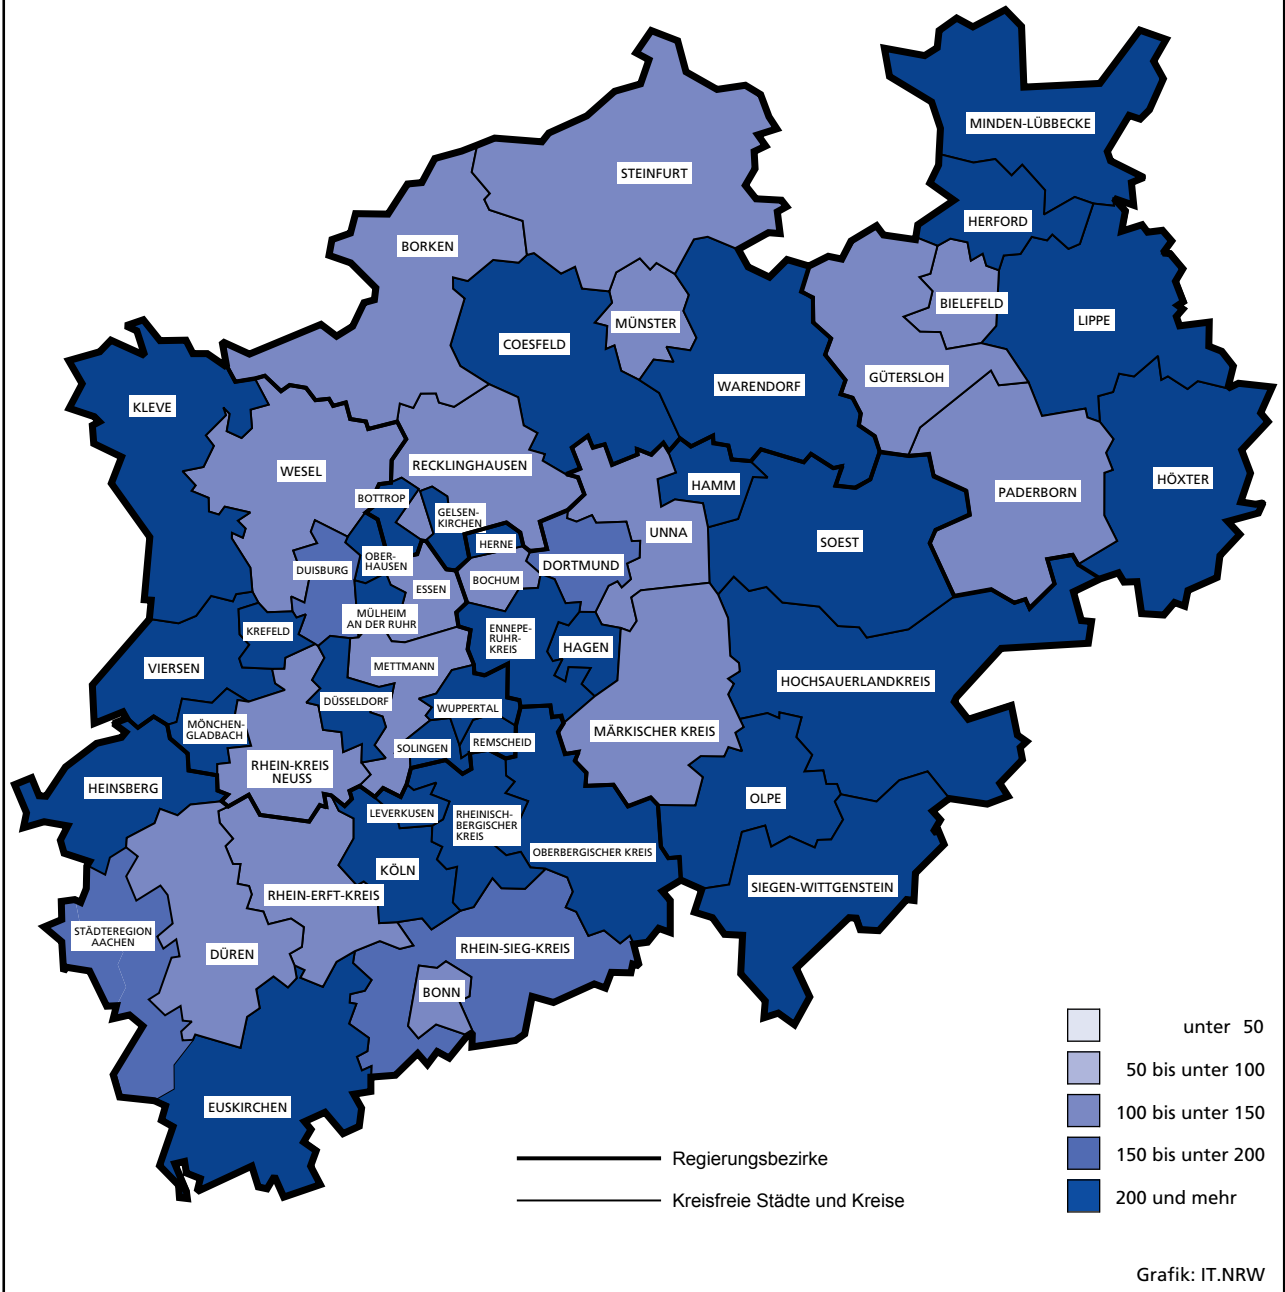 MINDEN-LÜBBECKE
STEINFURT
HERFORD
BORKEN
BIELEFELD
LIPPE
MÜNSTER
COESFELD
GÜTERSLOH
WARENDORF
KLEVE
RECKLINGHAUSEN
WESEL
HÖXTER
HAMM
PADERBORN
BOTTROP
GELSEN-
KIRCHEN
UNNA
SOEST
HERNE
OBER-
HAUSEN
DORTMUND
DUISBURG
BOCHUM
ESSEN
MÜLHEIM
AN DER RUHR
KREFELD
ENNEPE-
RUHR-
KREIS
HAGEN
METTMANN
VIERSEN
HOCHSAUERLANDKREIS
DÜSSELDORF
WUPPERTAL
MÖNCHEN-
GLADBACH
MÄRKISCHER KREIS
REMSCHEID
SOLINGEN
RHEIN-KREIS
NEUSS
HEINSBERG
OLPE
LEVERKUSEN
RHEINISCH-
BERGISCHER
KREIS
OBERBERGISCHER KREIS
KÖLN
SIEGEN-WITTGENSTEIN
RHEIN-ERFT-KREIS
STÄDTEREGION
AACHEN
RHEIN-SIEG-KREIS
DÜREN
BONN
EUSKIRCHEN
unter 50
50 bis unter 100
100 bis unter 150
150 bis unter 200
200 und mehr
Regierungsbezirke
Kreisfreie Städte und Kreise
Grafik: IT.NRW